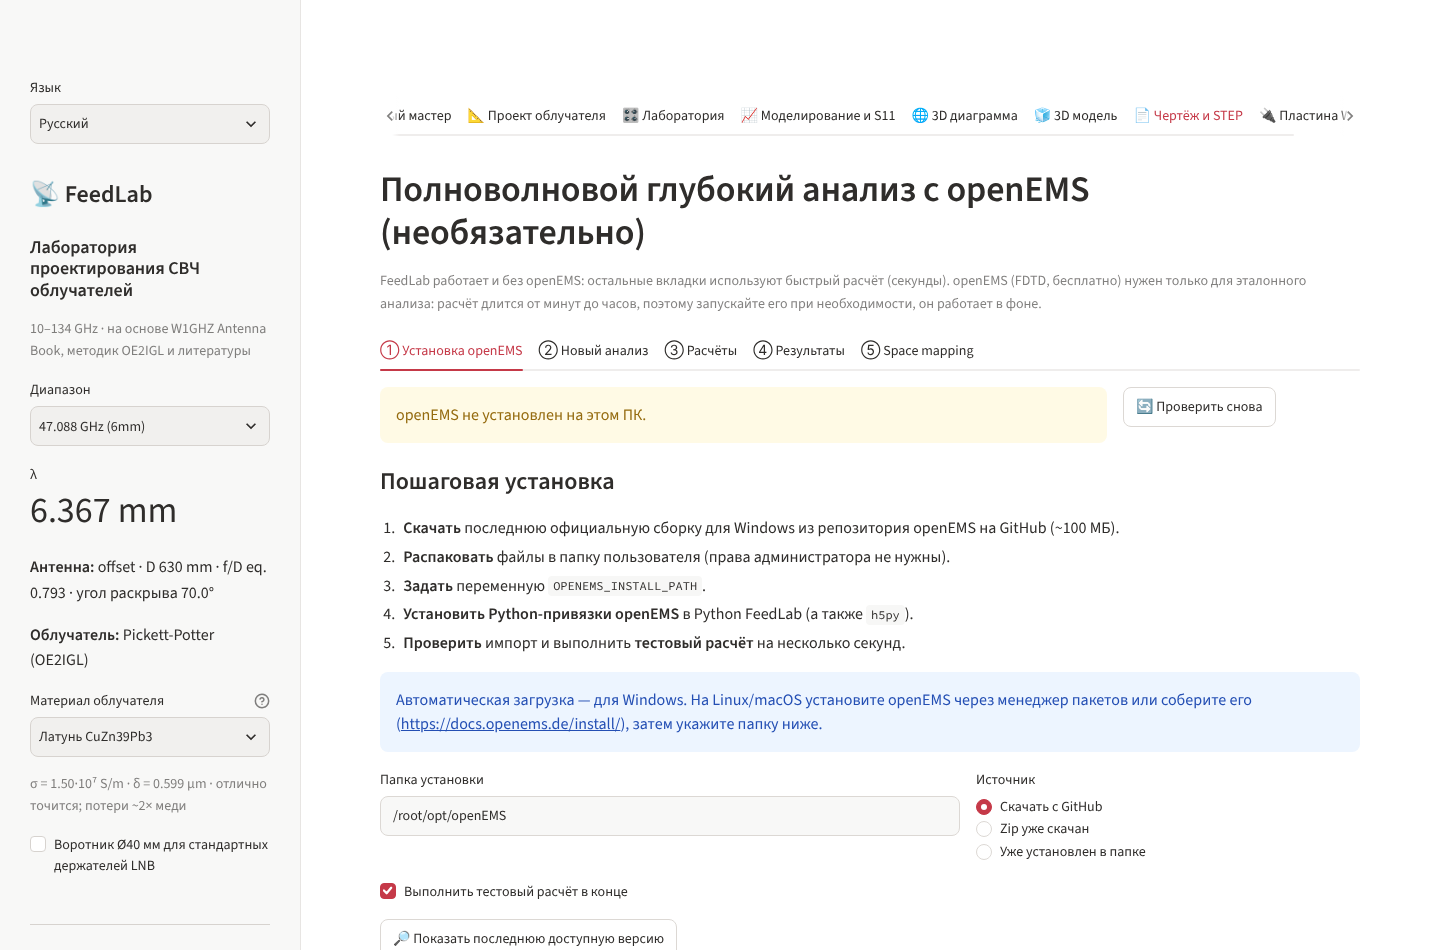 Язык
Русский
📡 FeedLab
Лаборатория
проектирования СВЧ
облучателей
10–134 GHz · на основе W1GHZ Antenna
Book, методик OE2IGL и литературы
Диапазон
47.088 GHz (6mm)
λ
6.367 mm
Антенна: offset · D 630 mm · f/D eq.
0.793 · угол раскрыва 70.0°
Облучатель: Pickett-Potter
(OE2IGL)
Материал облучателя
Латунь CuZn39Pb3
σ = 1.50·10⁷ S/m · δ = 0.599 µm · отлично
точится; потери ~2× меди
Воротник Ø40 мм для стандартных
держателей LNB
й мастер 📐 Проект облучателя 🎛️ Лаборатория 📈 Моделирование и S11 🌐 3D диаграмма 🧊 3D модель 📄 Чертёж и STEP 🔌 Пластина
Полноволновой глубокий анализ с openEMS
(необязательно)
FeedLab работает и без openEMS: остальные вкладки используют быстрый расчёт (секунды). openEMS (FDTD, бесплатно) нужен только для эталонного
анализа: расчёт длится от минут до часов, поэтому запускайте его при необходимости, он работает в фоне.
① Установка openEMS ② Новый анализ ③ Расчёты ④ Результаты ⑤ Space mapping
openEMS не установлен на этом ПК.
🔄 Проверить снова
Пошаговая установка
1. Скачать последнюю официальную сборку для Windows из репозитория openEMS на GitHub (~100 МБ).
2. Распаковать файлы в папку пользователя (права администратора не нужны).
3. Задать переменную OPENEMS_INSTALL_PATH.
4. Установить Python-привязки openEMS в Python FeedLab (а также h5py).
5. Проверить импорт и выполнить тестовый расчёт на несколько секунд.
Автоматическая загрузка — для Windows. На Linux/macOS установите openEMS через менеджер пакетов или соберите его
(https://docs.openems.de/install/), затем укажите папку ниже.
Папка установки
/root/opt/openEMS
Источник
Скачать с GitHub
Zip уже скачан
Уже установлен в папке
Выполнить тестовый расчёт в конце
🔎 Показать последнюю доступную версию